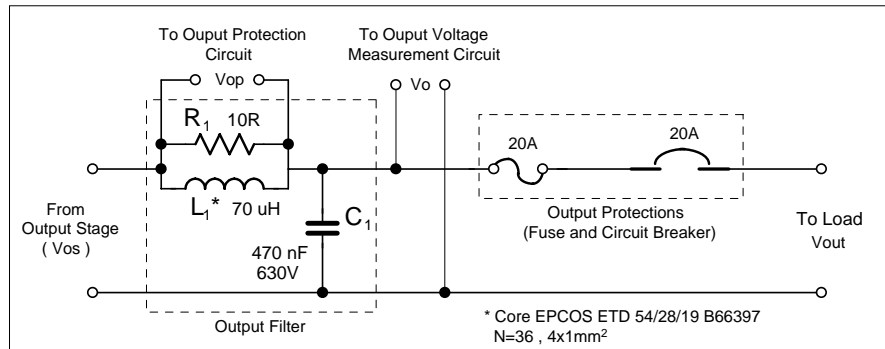 To Ouput Protection
Circuit
Vop
To Ouput Voltage
Measurement Circuit
Vo
R1 10R
L1* 70 uH
C1
470 nF
630V
Output Filter
From
Output Stage
( Vos )
20A
20A
Output Protections
(Fuse and Circuit Breaker)
To Load
Vout
* Core EPCOS ETD 54/28/19 B66397
N=36 , 4x1mm²